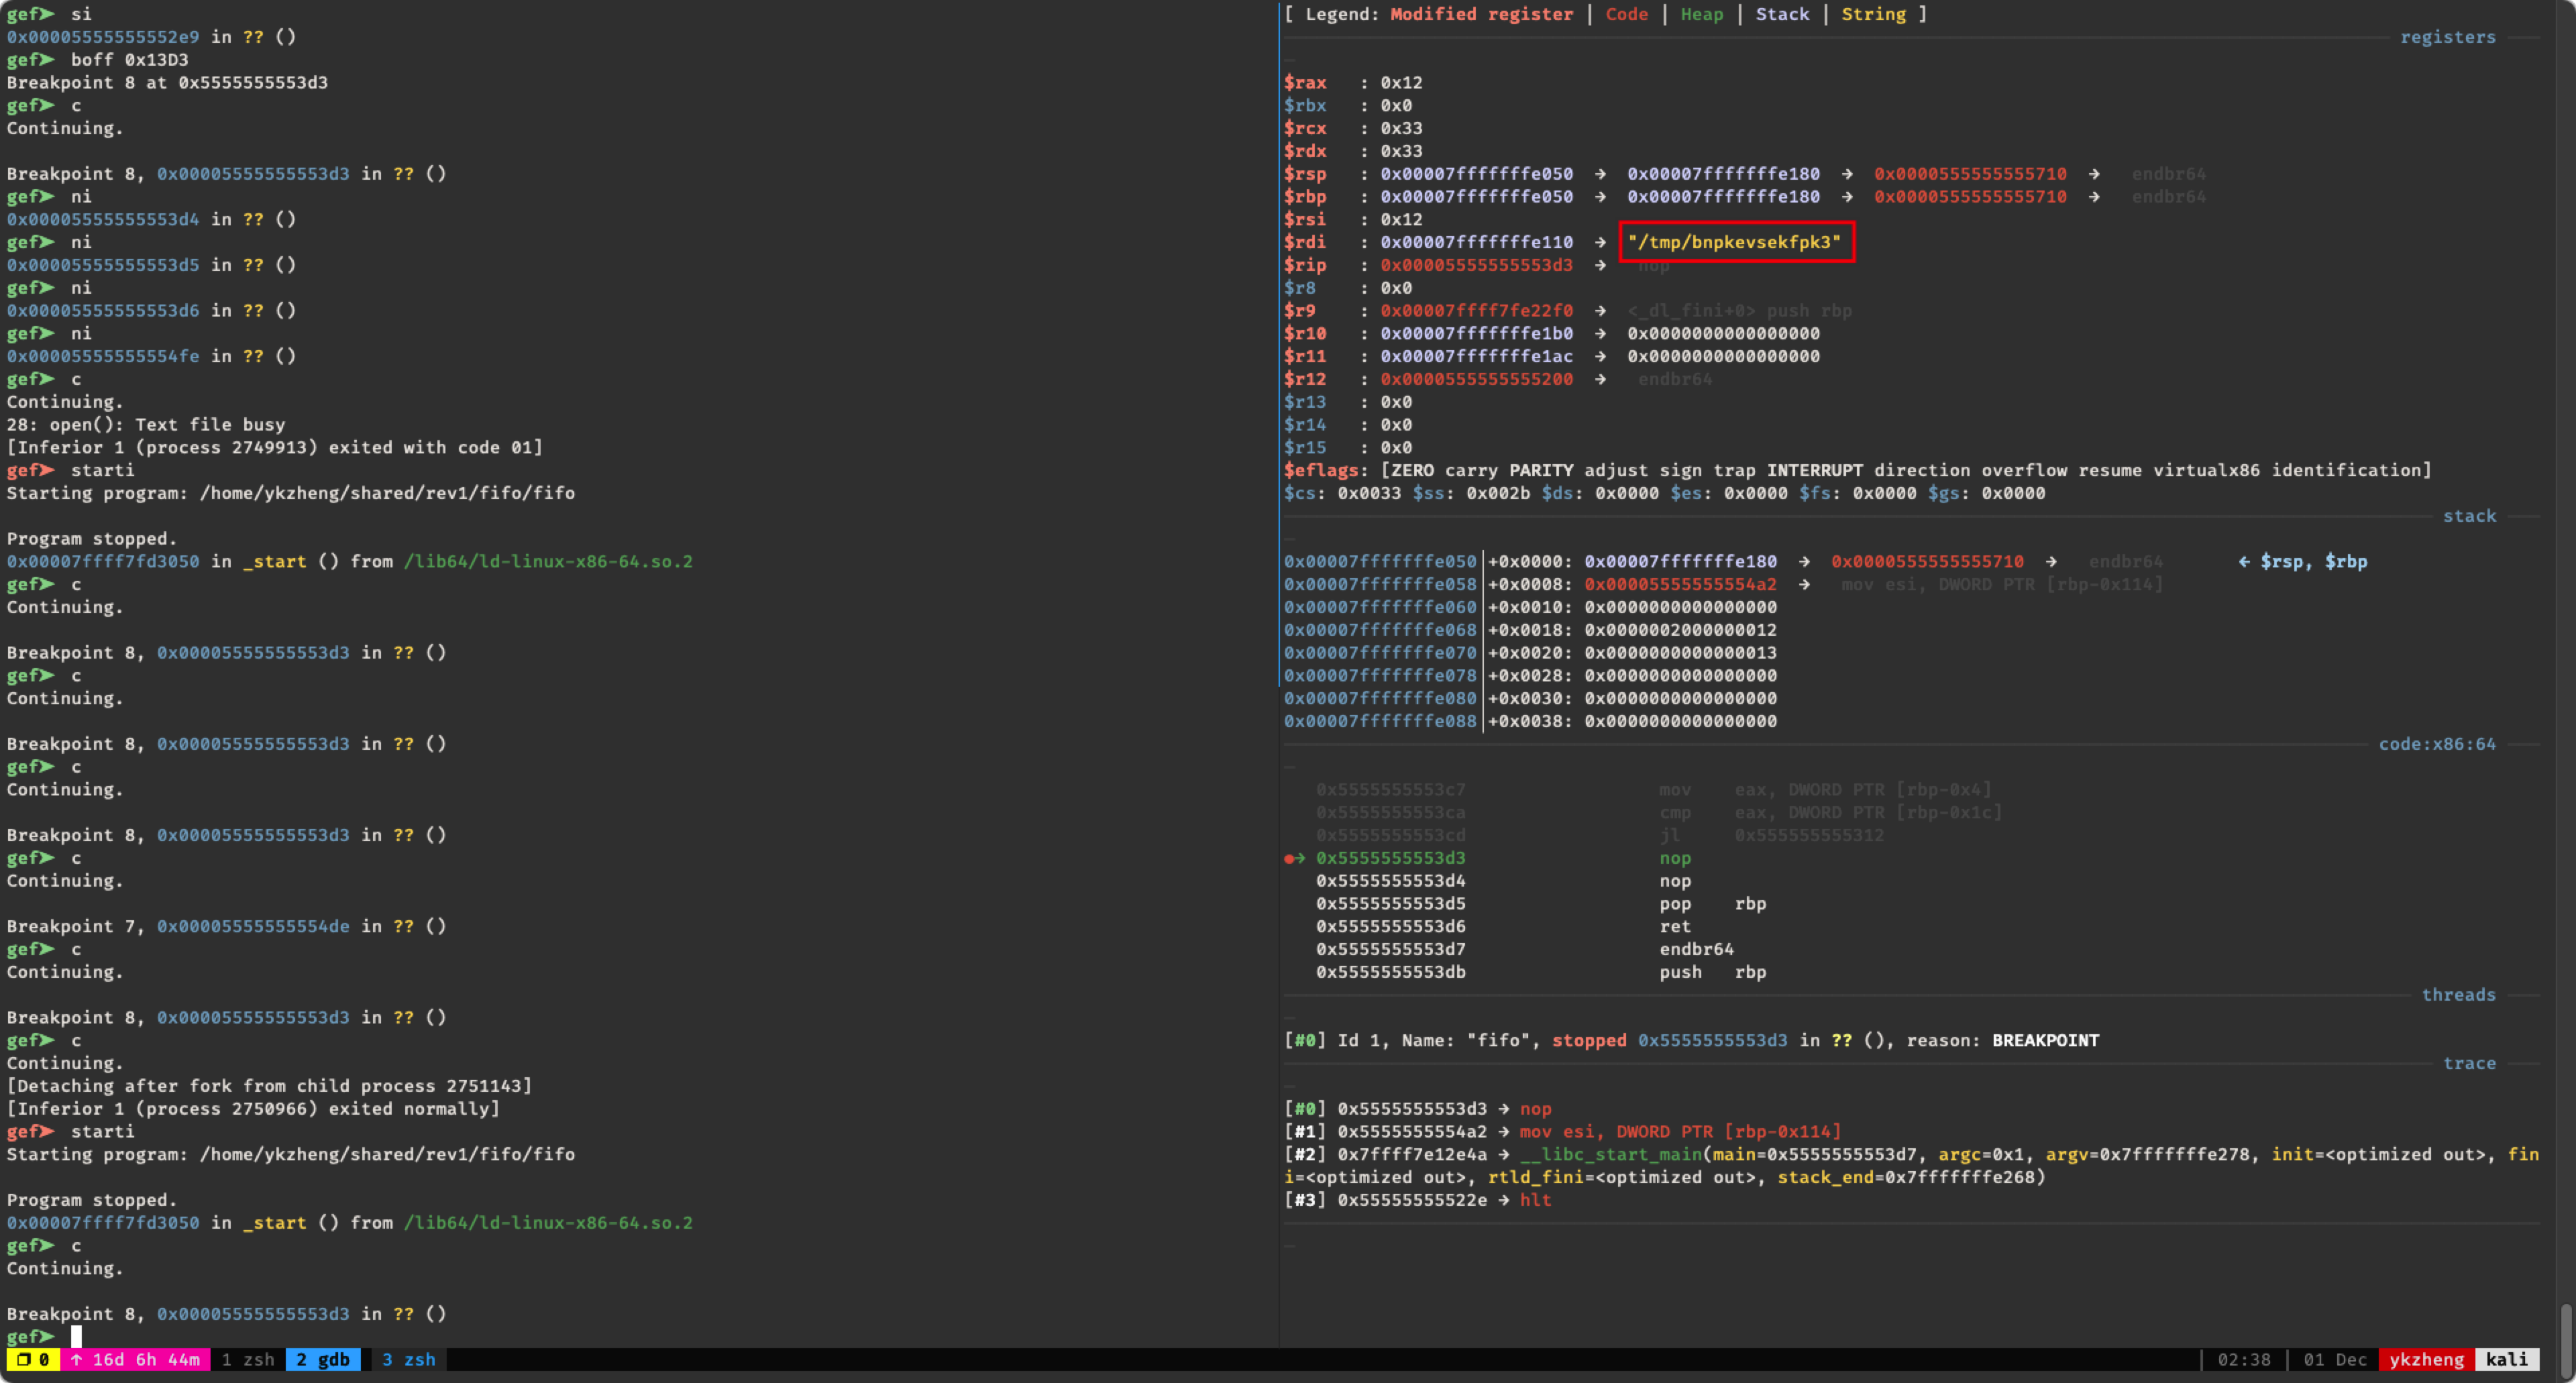 gef➤  si
0x00005555555552e9 in ?? ()
gef➤  boff 0x13D3
Breakpoint 8 at 0x5555555553d3
gef➤  c
Continuing.
Breakpoint 8, 0x00005555555553d3 in ?? ()
gef➤  ni
0x00005555555553d4 in ?? ()
gef➤  ni
0x00005555555553d5 in ?? ()
gef➤  ni
0x00005555555553d6 in ?? ()
gef➤  ni
0x00005555555554fe in ?? ()
gef➤  c
Continuing.
28: open(): Text file busy
[Inferior 1 (process 2749913) exited with code 01]
gef➤  starti
Starting program: /home/ykzheng/shared/rev1/fifo/fifo
Program stopped.
0x00007ffff7fd3050 in _start () from /lib64/ld-linux-x86-64.so.2
gef➤  c
Continuing.
Breakpoint 8, 0x00005555555553d3 in ?? ()
gef➤  c
Continuing.
Breakpoint 8, 0x00005555555553d3 in ?? ()
gef➤  c
Continuing.
Breakpoint 8, 0x00005555555553d3 in ?? ()
gef➤  c
Continuing.
Breakpoint 7, 0x00005555555554de in ?? ()
gef➤  c
Continuing.
Breakpoint 8, 0x00005555555553d3 in ?? ()
gef➤  c
Continuing.
[Detaching after fork from child process 2751143]
[Inferior 1 (process 2750966) exited normally]
gef➤  starti
Starting program: /home/ykzheng/shared/rev1/fifo/fifo
Program stopped.
0x00007ffff7fd3050 in _start () from /lib64/ld-linux-x86-64.so.2
gef➤  c
Continuing.
Breakpoint 8, 0x00005555555553d3 in ?? ()
gef➤
[ Legend: Modified register | Code | Heap | Stack | String ]
registers
$rax   : 0x12
$rbx   : 0x0
$rcx   : 0x33
$rdx   : 0x33
$rsp   : 0x00007fffffffe050  →  0x00007fffffffe180  →  0x0000555555555710  →   endbr64
$rbp   : 0x00007fffffffe050  →  0x00007fffffffe180  →  0x0000555555555710  →   endbr64
$rsi   : 0x12
$rdi   : 0x00007fffffffe110  →  "/tmp/bnpkevsekfpk3"
$rip   : 0x00005555555553d3  →   nop
$r8    : 0x0
$r9    : 0x00007ffff7fe22f0  →  <_dl_fini+0> push rbp
$r10   : 0x00007fffffffe1b0  →  0x0000000000000000
$r11   : 0x00007fffffffe1ac  →  0x0000000000000000
$r12   : 0x0000555555555200  →   endbr64
$r13   : 0x0
$r14   : 0x0
$r15   : 0x0
$eflags: [ZERO carry PARITY adjust sign trap INTERRUPT direction overflow resume virtualx86 identification]
$cs: 0x0033 $ss: 0x002b $ds: 0x0000 $es: 0x0000 $fs: 0x0000 $gs: 0x0000
stack
0x00007fffffffe050│+0x0000: 0x00007fffffffe180  →  0x0000555555555710  →   endbr64       ← $rsp, $rbp
0x00007fffffffe058│+0x0008: 0x00005555555554a2  →   mov esi, DWORD PTR [rbp-0x114]
0x00007fffffffe060│+0x0010: 0x0000000000000000
0x00007fffffffe068│+0x0018: 0x0000002000000012
0x00007fffffffe070│+0x0020: 0x0000000000000013
0x00007fffffffe078│+0x0028: 0x0000000000000000
0x00007fffffffe080│+0x0030: 0x0000000000000000
0x00007fffffffe088│+0x0038: 0x0000000000000000
code:x86:64
0x5555555553c7                  mov    eax, DWORD PTR [rbp-0x4]
0x5555555553ca                  cmp    eax, DWORD PTR [rbp-0x1c]
0x5555555553cd                  jl     0x555555555312
●→ 0x5555555553d3                  nop
0x5555555553d4                  nop
0x5555555553d5                  pop    rbp
0x5555555553d6                  ret
0x5555555553d7                  endbr64
0x5555555553db                  push   rbp
threads
[#0] Id 1, Name: "fifo", stopped 0x5555555553d3 in ?? (), reason: BREAKPOINT
trace
[#0] 0x5555555553d3 → nop
[#1] 0x5555555554a2 → mov esi, DWORD PTR [rbp-0x114]
[#2] 0x7ffff7e12e4a → __libc_start_main(main=0x5555555553d7, argc=0x1, argv=0x7fffffffe278, init=<optimized out>, fin
i=<optimized out>, rtld_fini=<optimized out>, stack_end=0x7fffffffe268)
[#3] 0x55555555522e → hlt
❐ 0  ↑ 16d 6h 44m  1 zsh  2 gdb  3 zsh  | 02:38 | 01 Dec  ykzheng  kali